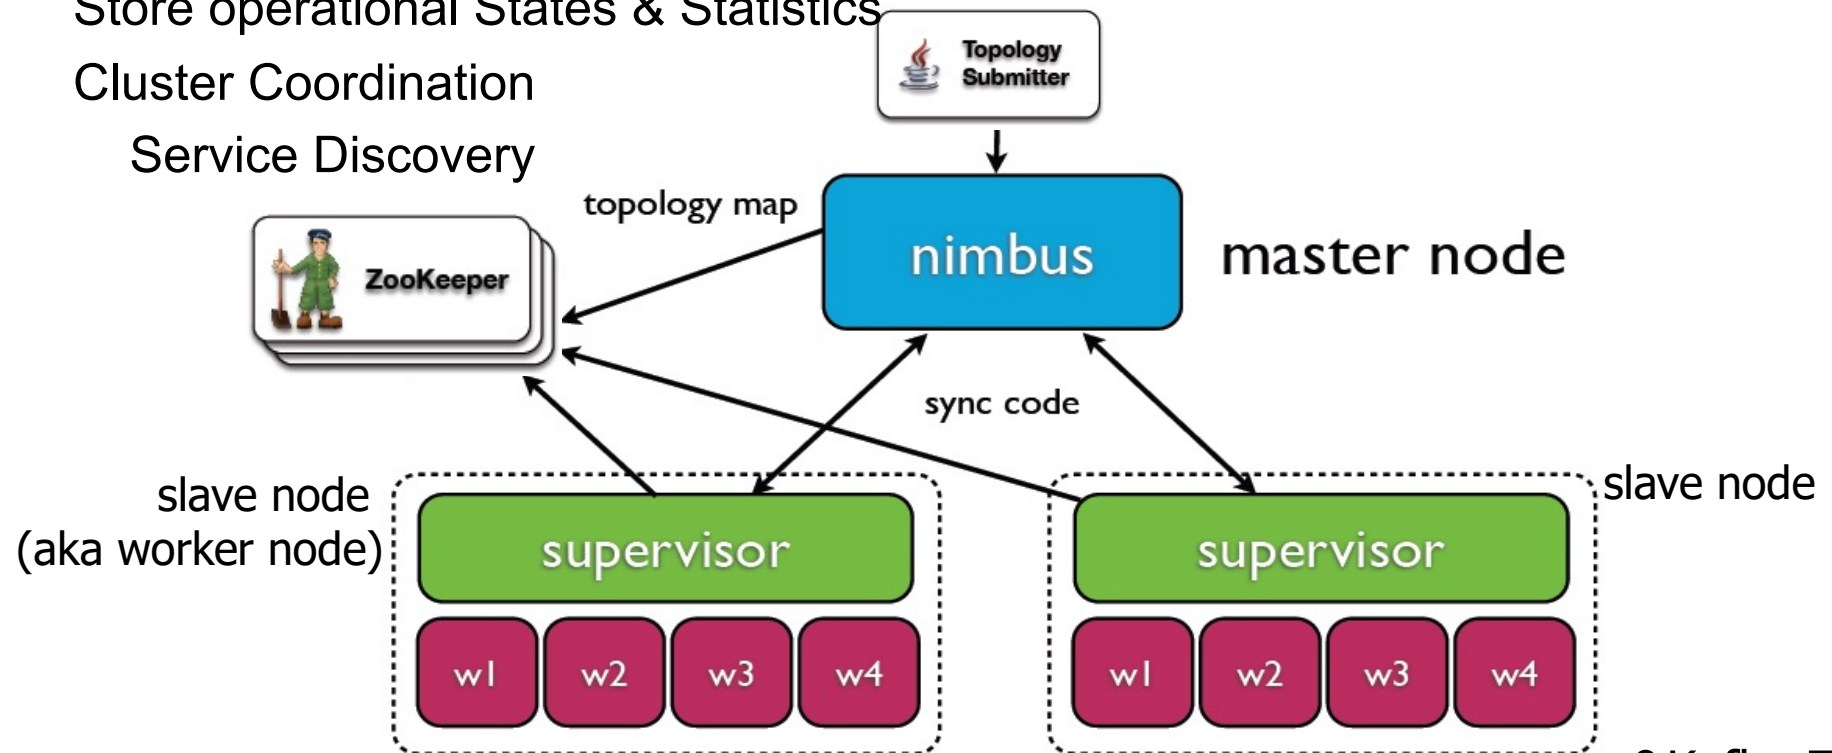 Store operational States & Statistics
Topology
Submitter
Cluster Coordination
Service Discovery
topology map
nimbus
master node
ZooKeeper
sync code
slave node
(aka worker node)
slave node
supervisor
supervisor
w1 w2 w3 w4
w1 w2 w3 w4